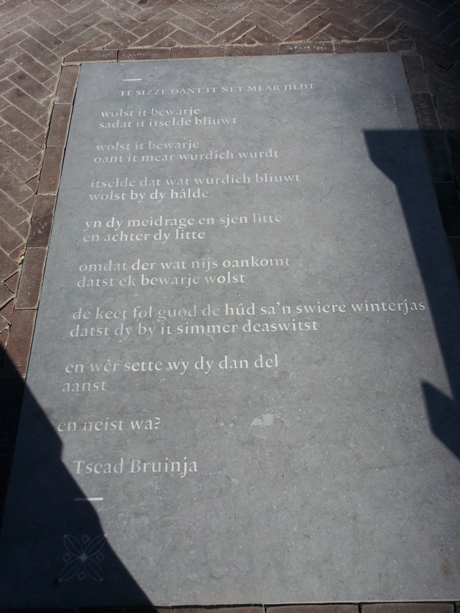 TE SIZZE OANT IT NET MEAR JILDT
wolst it bewarje
sadat it itselde bliuwt
wolst it bewarje
oant it mear wurdich wurdt
itselde dat wat wurdich bliuwt
wolst by dy hâlde
yn dy meidrage en sjen litte
en achter dy litte
omdat der wat nijs oankomt
datst ek bewarje wolst
de keet fol guod de hûd sa'n swiere winterjas
datst dy by it simmer deaswitst
en wêr sette wy dy dan del
aanst
en neist wa?
Tsead Bruinja